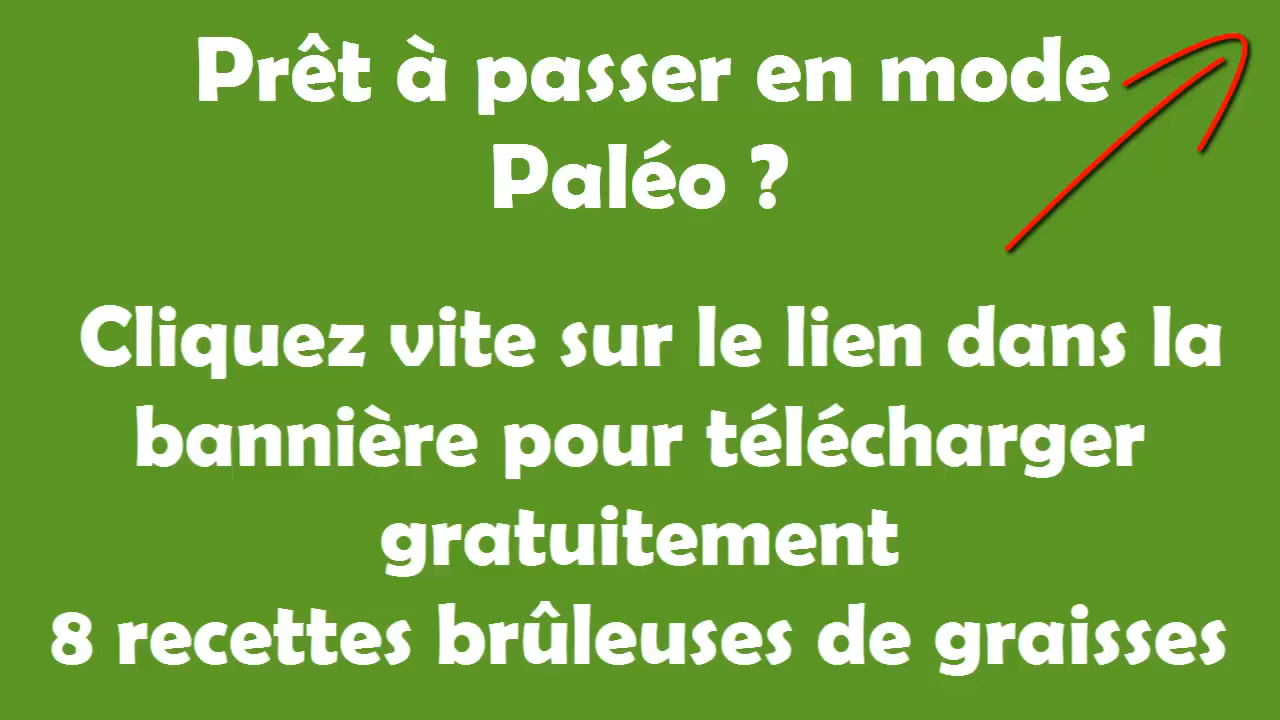 Prêt à passer en mode
Paléo ?
Cliquez vite sur le lien dans la
bannière pour télécharger
gratuitement
8 recettes brûleuses de graisses